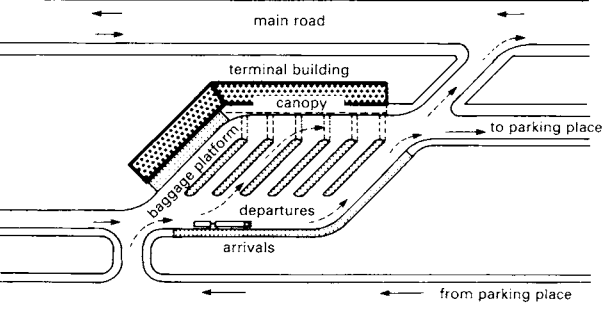 main road
terminal building
canopy
to parking place
baggage platform
departures
arrivals
from parking place